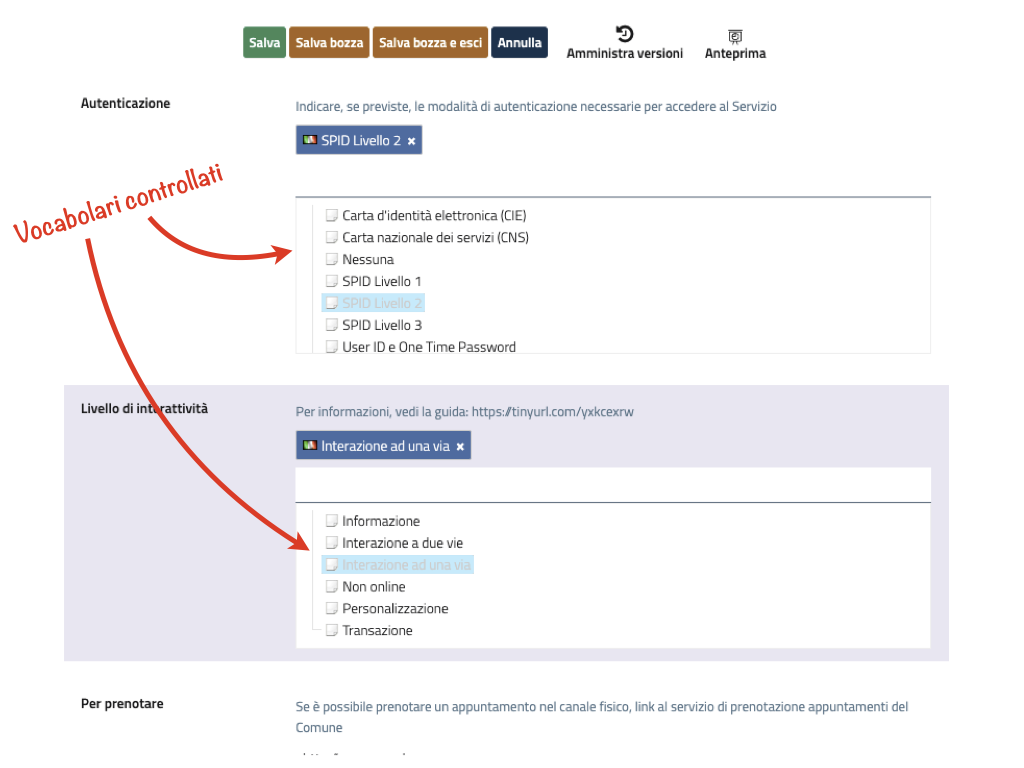 Salva Salva bozza Salva bozza e esci Annulla Amministra versioni Anteprima
Autenticazione
Indicare, se previste, le modalità di autenticazione necessarie per accedere al Servizio
SPID Livello 2 ×
Vocabolari controllati
Carta d'identità elettronica (CIE)
Carta nazionale dei servizi (CNS)
Nessuna
SPID Livello 1
SPID Livello 2
SPID Livello 3
User ID e One Time Password
Livello di interattività
Per informazioni, vedi la guida: https://tinyurl.com/yxkcexrw
Interazione ad una via ×
Informazione
Interazione a due vie
Interazione ad una via
Non online
Personalizzazione
Transazione
Per prenotare
Se è possibile prenotare un appuntamento nel canale fisico, link al servizio di prenotazione appuntamenti del
Comune